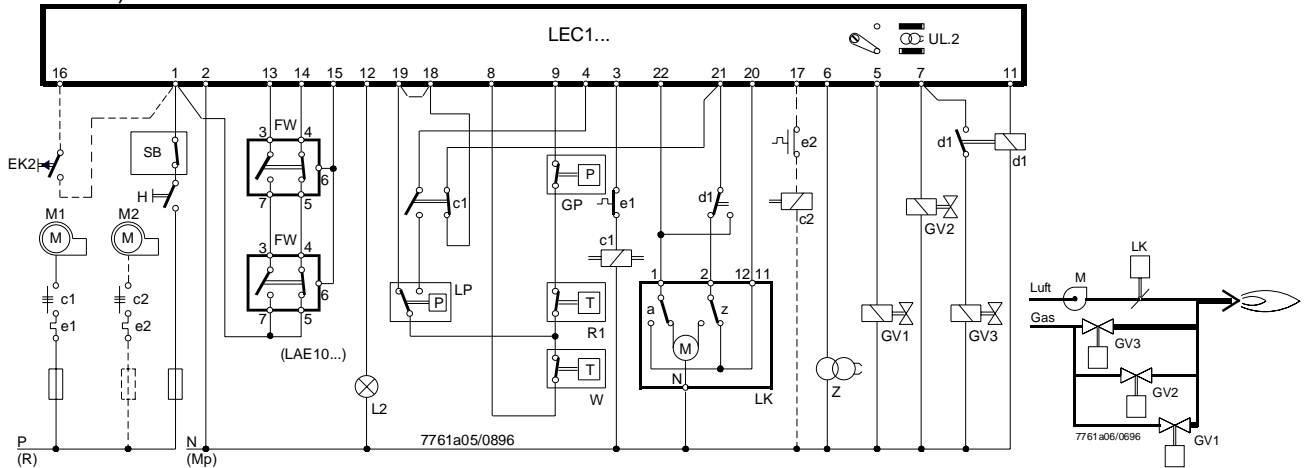 LEC1...
UL.2
16 1 2 13 14 15 12 19 18 8 9 4 3 22 21 20 17 6 5 7 11
EK2
SB
H
3 FW 4
6
7 5
3 FW 4
6
7 5
(LAE10...)
M1 M2
M M
c1 c2
e1 e2
L2
c1
LP
P
P
GP
T
R1
T
W
e1
c1
d1
1 2 12 11
a z
M
N
LK
e2
c2
Z
GV1
GV2
d1
d1
GV3
P
(R)
N
(Mp)
7761a05/0896
LK
Luft M
Gas
GV3
GV2
GV1
7761a06/0696